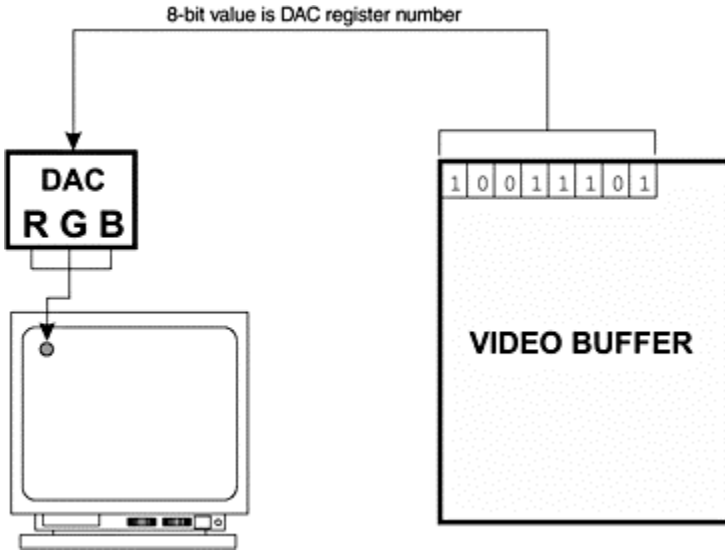 8-bit value is DAC register number
DAC
R G B
1 0 0 1 1 1 0 1
VIDEO BUFFER